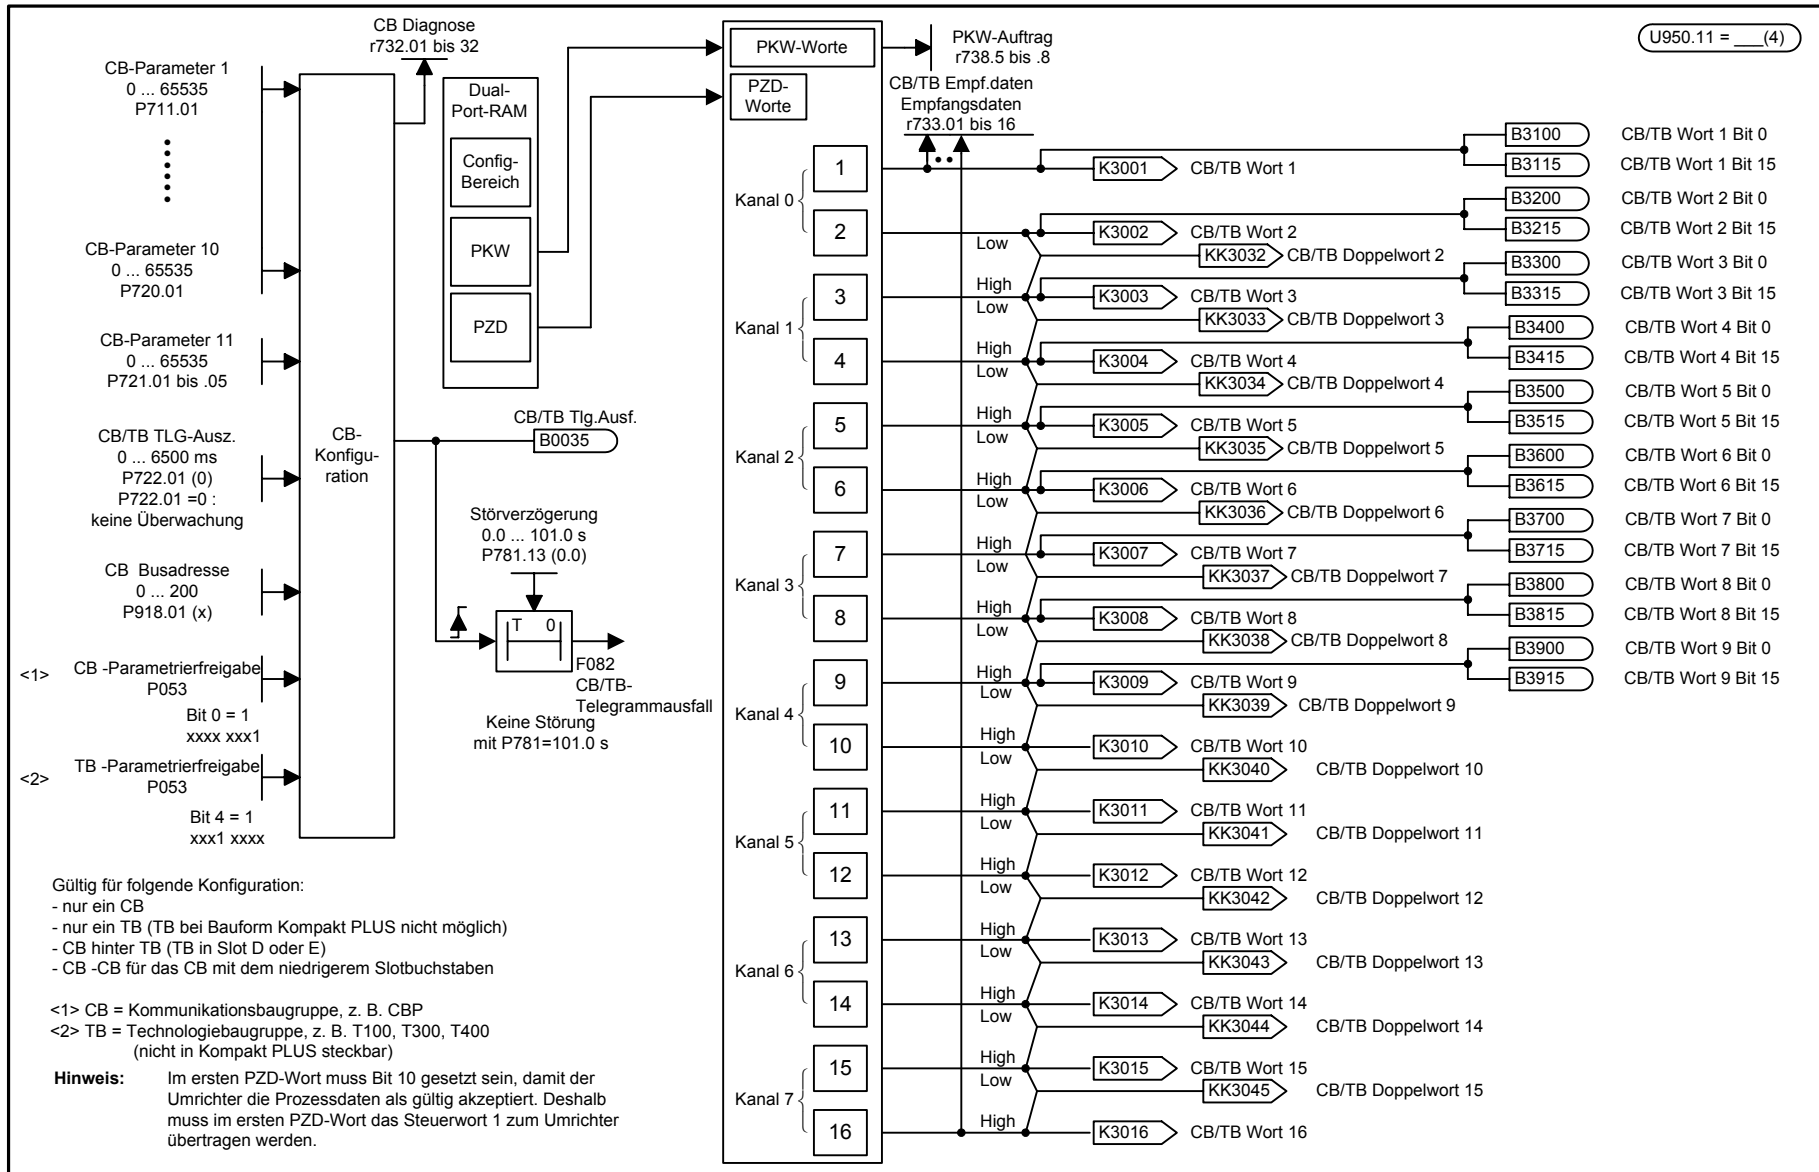 CB Diagnose
r732.01 bis 32
U950.11 = ___(4)
CB-Parameter 1
0 ... 65535
P711.01
CB-Parameter 10
0 ... 65535
P720.01
CB-Parameter 11
0 ... 65535
P721.01 bis .05
CB/TB TLG-Ausz.
0 ... 6500 ms
P722.01 (0)
P722.01 =0 :
keine Überwachung
CB Busadresse
0 ... 200
P918.01 (x)
<1>
CB -Parametrierfreigabe
P053
Bit 0 = 1
xxxx xxx1
<2>
TB -Parametrierfreigabe
P053
Bit 4 = 1
xxx1 xxxx
CB-
Konfigu-
ration
Dual-
Port-RAM
Config-
Bereich
PKW
PZD
CB/TB Tlg.Ausf.
B0035
Störverzögerung
0.0 ... 101.0 s
P781.13 (0.0)
T 0
F082
CB/TB-
Telegrammausfall
Keine Störung
mit P781=101.0 s
PKW-Worte
PZD-
Worte
PKW-Auftrag
r738.5 bis .8
CB/TB Empf.daten
Empfangsdaten
r733.01 bis 16
Kanal 0
1
2
Kanal 1
3
4
Kanal 2
5
6
Kanal 3
7
8
Kanal 4
9
10
Kanal 5
11
12
Kanal 6
13
14
Kanal 7
15
16
K3001 CB/TB Wort 1
B3100 CB/TB Wort 1 Bit 0
B3115 CB/TB Wort 1 Bit 15
Low
K3002 CB/TB Wort 2
B3200 CB/TB Wort 2 Bit 0
B3215 CB/TB Wort 2 Bit 15
KK3032 CB/TB Doppelwort 2
High
Low
K3003 CB/TB Wort 3
B3300 CB/TB Wort 3 Bit 0
B3315 CB/TB Wort 3 Bit 15
KK3033 CB/TB Doppelwort 3
High
Low
K3004 CB/TB Wort 4
B3400 CB/TB Wort 4 Bit 0
B3415 CB/TB Wort 4 Bit 15
KK3034 CB/TB Doppelwort 4
High
Low
K3005 CB/TB Wort 5
B3500 CB/TB Wort 5 Bit 0
B3515 CB/TB Wort 5 Bit 15
KK3035 CB/TB Doppelwort 5
High
Low
K3006 CB/TB Wort 6
B3600 CB/TB Wort 6 Bit 0
B3615 CB/TB Wort 6 Bit 15
KK3036 CB/TB Doppelwort 6
High
Low
K3007 CB/TB Wort 7
B3700 CB/TB Wort 7 Bit 0
B3715 CB/TB Wort 7 Bit 15
KK3037 CB/TB Doppelwort 7
High
Low
K3008 CB/TB Wort 8
B3800 CB/TB Wort 8 Bit 0
B3815 CB/TB Wort 8 Bit 15
KK3038 CB/TB Doppelwort 8
High
Low
K3009 CB/TB Wort 9
B3900 CB/TB Wort 9 Bit 0
B3915 CB/TB Wort 9 Bit 15
KK3039 CB/TB Doppelwort 9
High
Low
K3010 CB/TB Wort 10
KK3040 CB/TB Doppelwort 10
High
Low
K3011 CB/TB Wort 11
KK3041 CB/TB Doppelwort 11
High
Low
K3012 CB/TB Wort 12
KK3042 CB/TB Doppelwort 12
High
Low
K3013 CB/TB Wort 13
KK3043 CB/TB Doppelwort 13
High
Low
K3014 CB/TB Wort 14
KK3044 CB/TB Doppelwort 14
High
Low
K3015 CB/TB Wort 15
KK3045 CB/TB Doppelwort 15
High
K3016 CB/TB Wort 16
Gültig für folgende Konfiguration:
- nur ein CB
- nur ein TB (TB bei Bauform Kompakt PLUS nicht möglich)
- CB hinter TB (TB in Slot D oder E)
- CB -CB für das CB mit dem niedrigerem Slotbuchstaben
<1> CB = Kommunikationsbaugruppe, z. B. CBP
<2> TB = Technologiebaugruppe, z. B. T100, T300, T400
(nicht in Kompakt PLUS steckbar)
Hinweis: Im ersten PZD-Wort muss Bit 10 gesetzt sein, damit der
Umrichter die Prozessdaten als gültig akzeptiert. Deshalb
muss im ersten PZD-Wort das Steuerwort 1 zum Umrichter
übertragen werden.